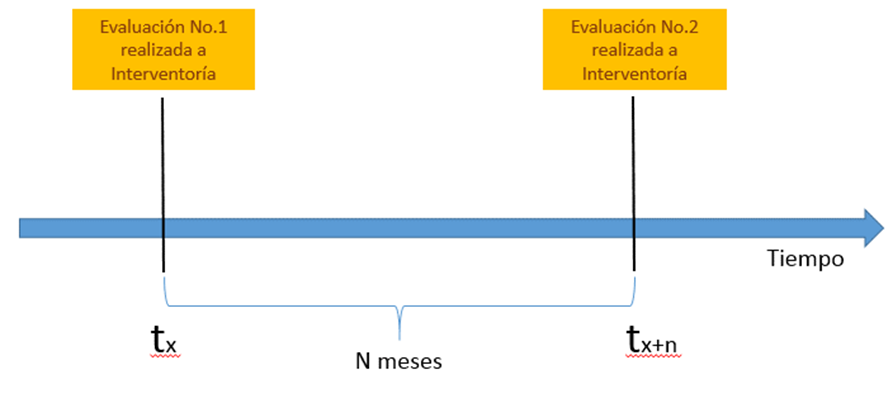 Evaluación No.1
realizada a
Interventoría
Evaluación No.2
realizada a
Interventoría
Tiempo
tx
tx+n
N meses